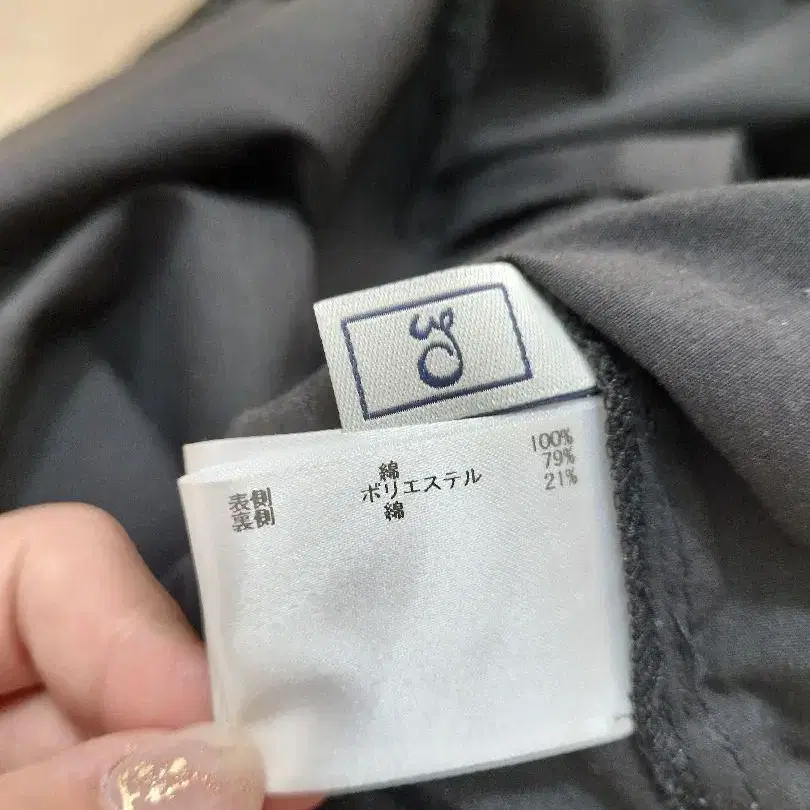 表側 綿 100%
裏側 ポリエステル 79%
綿 21%